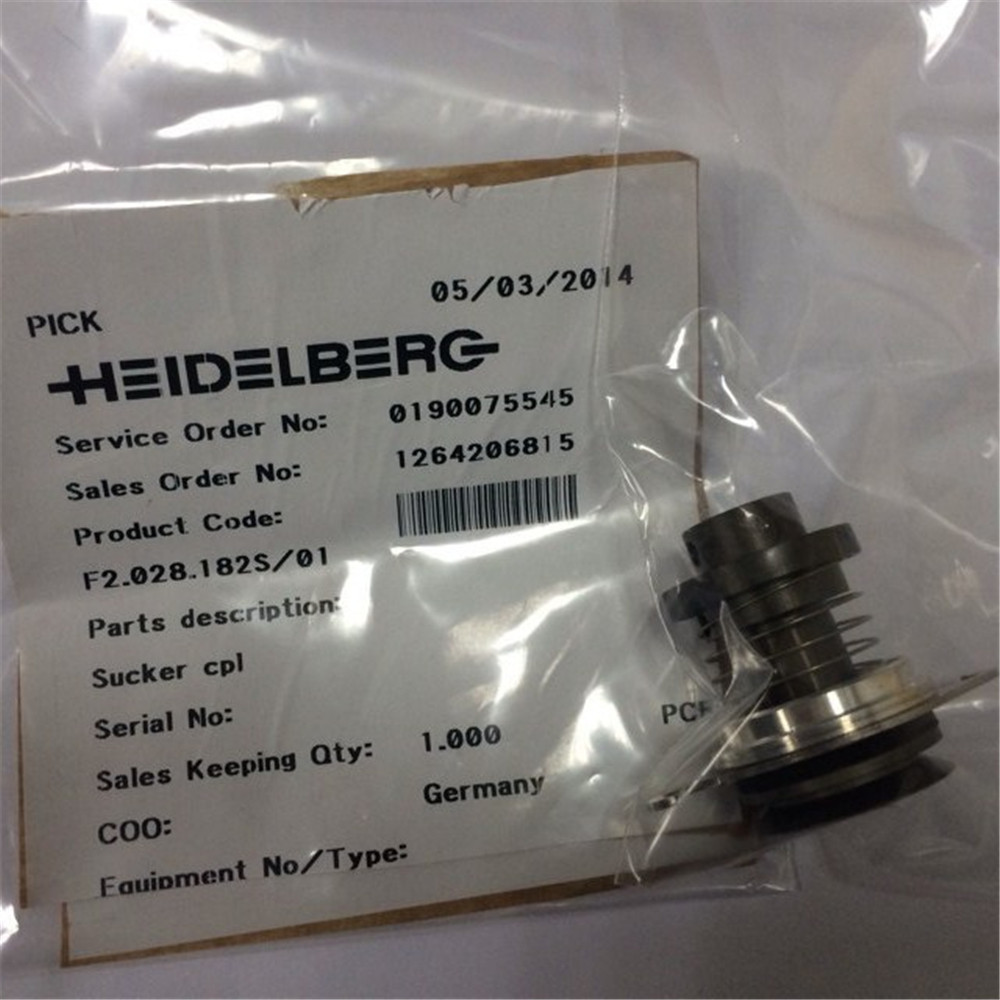 05/03/2014
PICK
HEIDELBERG
Service Order No: 0190075545
Sales Order No: 1264206815
Product Code:
F2.028.182S/01
Parts description:
Sucker cpl
Serial No:
Sales Keeping Qty: 1.000
COO: Germany
Equipment No/Type: